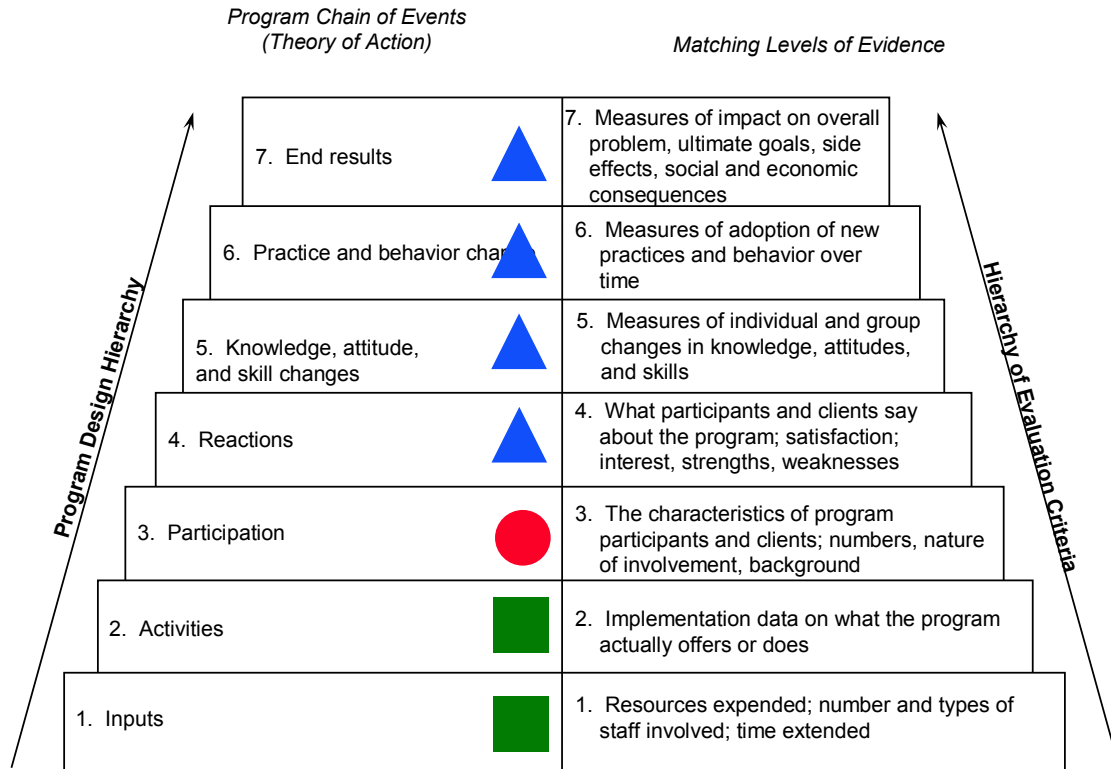 Program Chain of Events
(Theory of Action)
Matching Levels of Evidence
Program Design Hierarchy
Hierarchy of Evaluation Criteria
7. End results
7. Measures of impact on overall
problem, ultimate goals, side
effects, social and economic
consequences
6. Practice and behavior change
6. Measures of adoption of new
practices and behavior over
time
5. Knowledge, attitude,
and skill changes
5. Measures of individual and group
changes in knowledge, attitudes,
and skills
4. Reactions
4. What participants and clients say
about the program; satisfaction;
interest, strengths, weaknesses
3. Participation
3. The characteristics of program
participants and clients; numbers, nature
of involvement, background
2. Activities
2. Implementation data on what the program
actually offers or does
1. Inputs
1. Resources expended; number and types of
staff involved; time extended